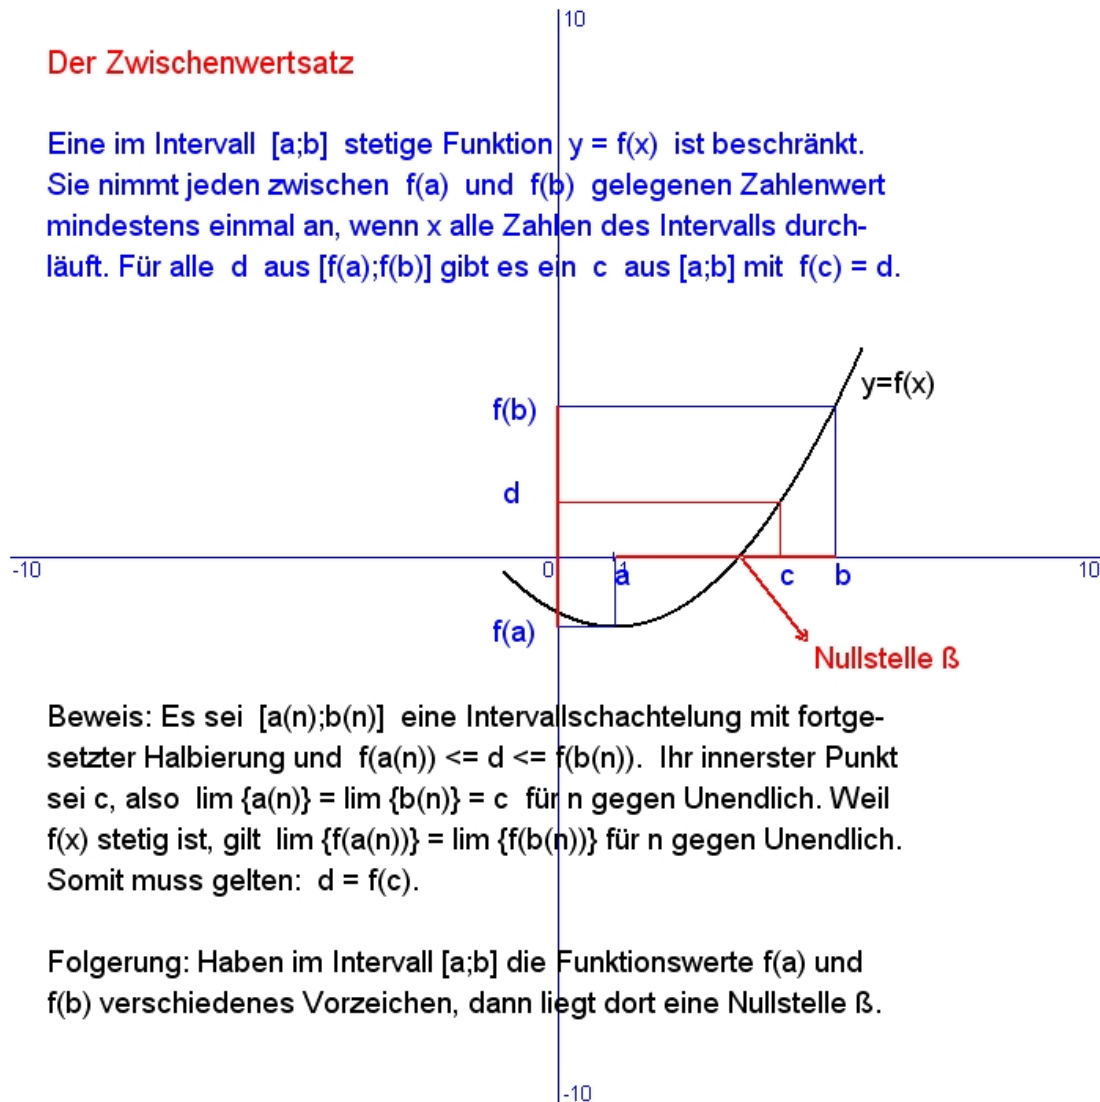 10
Der Zwischenwertsatz
Eine im Intervall [a;b] stetige Funktion y = f(x) ist beschränkt.
Sie nimmt jeden zwischen f(a) und f(b) gelegenen Zahlenwert
mindestens einmal an, wenn x alle Zahlen des Intervalls durch-
läuft. Für alle d aus [f(a);f(b)] gibt es ein c aus [a;b] mit f(c) = d.
y=f(x)
f(b)
d
-10 0 1 10
a c b
f(a)
Nullstelle ß
Beweis: Es sei [a(n);b(n)] eine Intervallschachtelung mit fortge-
setzter Halbierung und f(a(n)) <= d <= f(b(n)). Ihr innerster Punkt
sei c, also lim {a(n)} = lim {b(n)} = c für n gegen Unendlich. Weil
f(x) stetig ist, gilt lim {f(a(n))} = lim {f(b(n))} für n gegen Unendlich.
Somit muss gelten: d = f(c).
Folgerung: Haben im Intervall [a;b] die Funktionswerte f(a) und
f(b) verschiedenes Vorzeichen, dann liegt dort eine Nullstelle ß.
-10